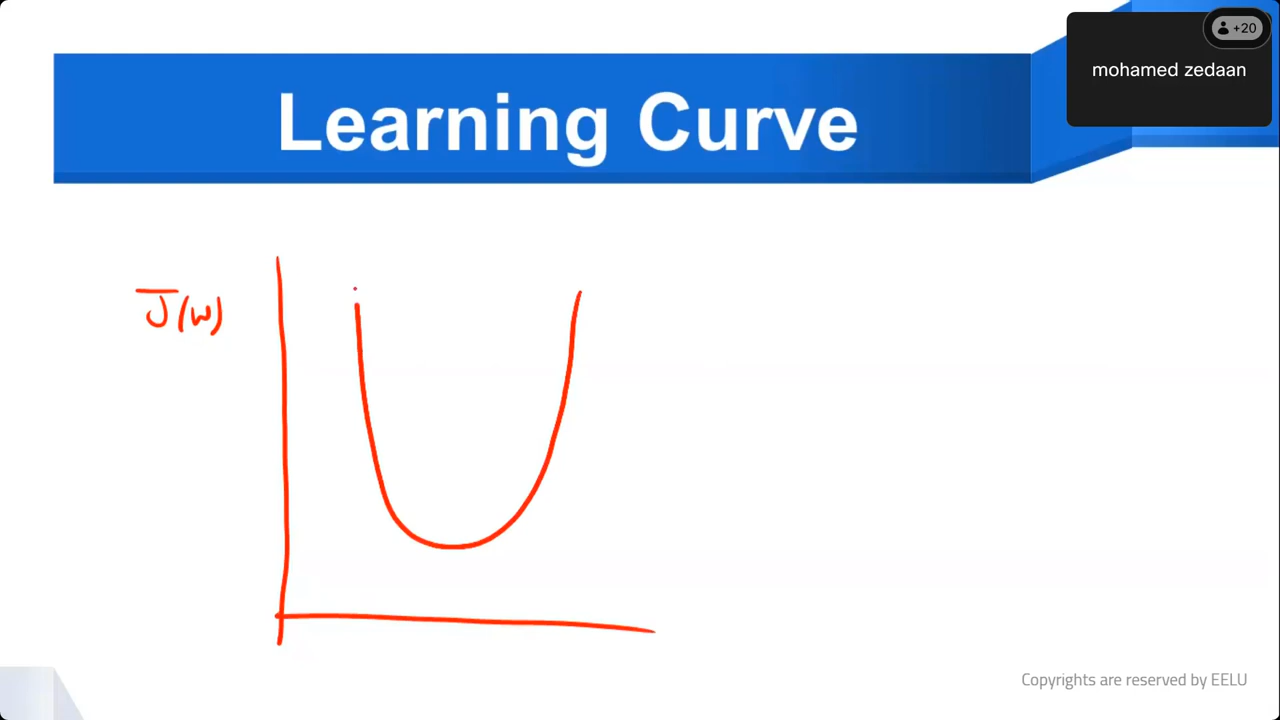 +20
mohamed zedaan
Learning Curve
J(w)
Copyrights are reserved by EELU